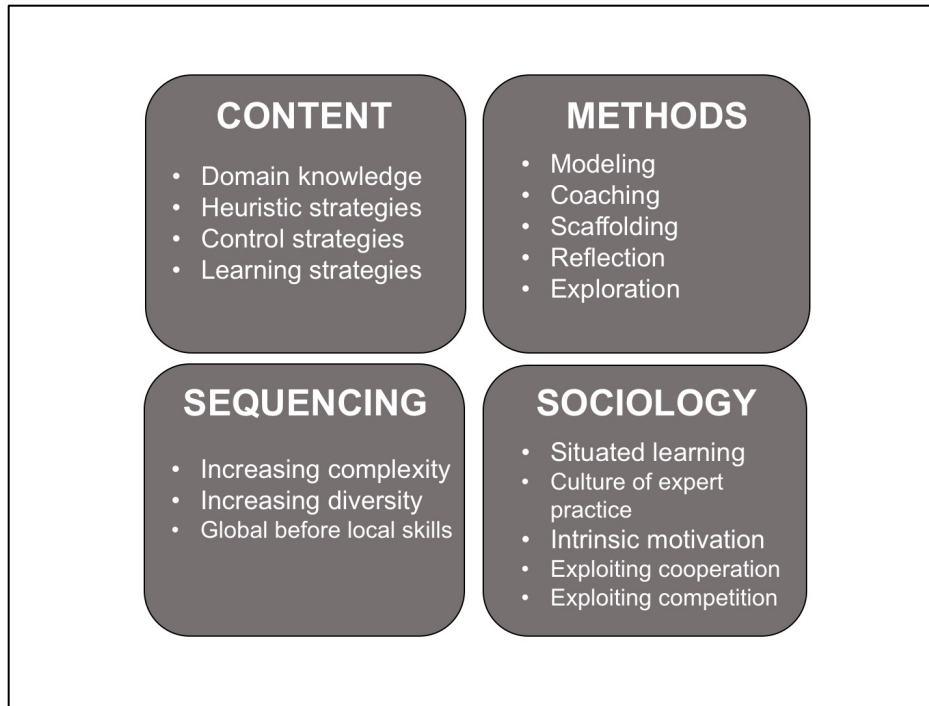 CONTENT
• Domain knowledge
• Heuristic strategies
• Control strategies
• Learning strategies
METHODS
• Modeling
• Coaching
• Scaffolding
• Reflection
• Exploration
SEQUENCING
• Increasing complexity
• Increasing diversity
• Global before local skills
SOCIOLOGY
• Situated learning
• Culture of expert
practice
• Intrinsic motivation
• Exploiting cooperation
• Exploiting competition